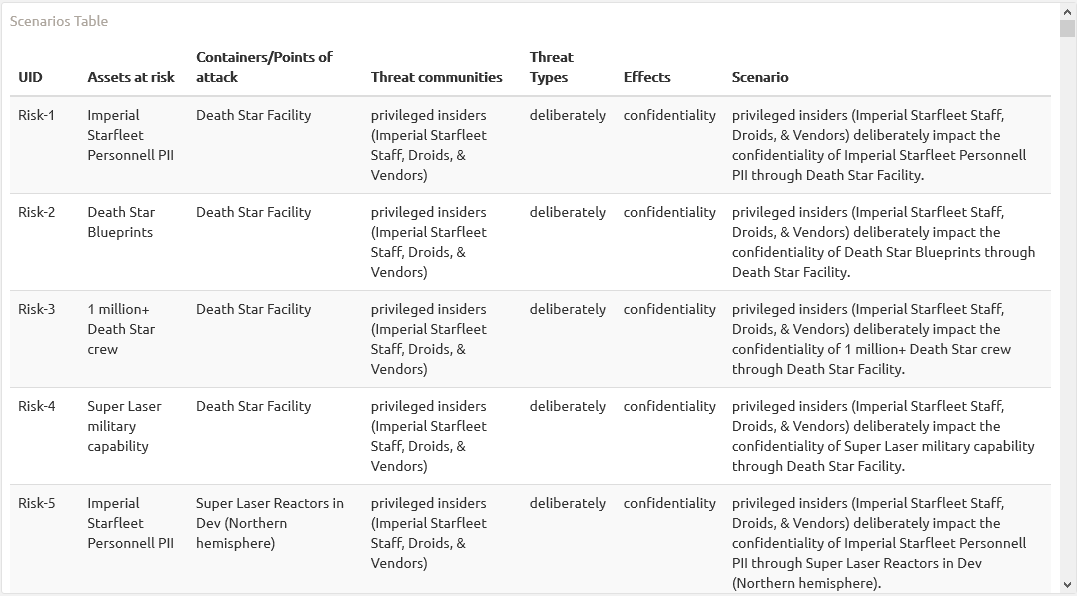 Scenarios Table
UID Assets at risk Containers/Points of attack Threat communities Threat Types Effects Scenario
Risk-1 Imperial Starfleet Personnell PII Death Star Facility privileged insiders (Imperial Starfleet Staff, Droids, & Vendors) deliberately confidentiality privileged insiders (Imperial Starfleet Staff, Droids, & Vendors) deliberately impact the confidentiality of Imperial Starfleet Personnell PII through Death Star Facility.
Risk-2 Death Star Blueprints Death Star Facility privileged insiders (Imperial Starfleet Staff, Droids, & Vendors) deliberately confidentiality privileged insiders (Imperial Starfleet Staff, Droids, & Vendors) deliberately impact the confidentiality of Death Star Blueprints through Death Star Facility.
Risk-3 1 million+ Death Star crew Death Star Facility privileged insiders (Imperial Starfleet Staff, Droids, & Vendors) deliberately confidentiality privileged insiders (Imperial Starfleet Staff, Droids, & Vendors) deliberately impact the confidentiality of 1 million+ Death Star crew through Death Star Facility.
Risk-4 Super Laser military capability Death Star Facility privileged insiders (Imperial Starfleet Staff, Droids, & Vendors) deliberately confidentiality privileged insiders (Imperial Starfleet Staff, Droids, & Vendors) deliberately impact the confidentiality of Super Laser military capability through Death Star Facility.
Risk-5 Imperial Starfleet Personnell PII Super Laser Reactors in Dev (Northern hemisphere) privileged insiders (Imperial Starfleet Staff, Droids, & Vendors) deliberately confidentiality privileged insiders (Imperial Starfleet Staff, Droids, & Vendors) deliberately impact the confidentiality of Imperial Starfleet Personnell PII through Super Laser Reactors in Dev (Northern hemisphere).